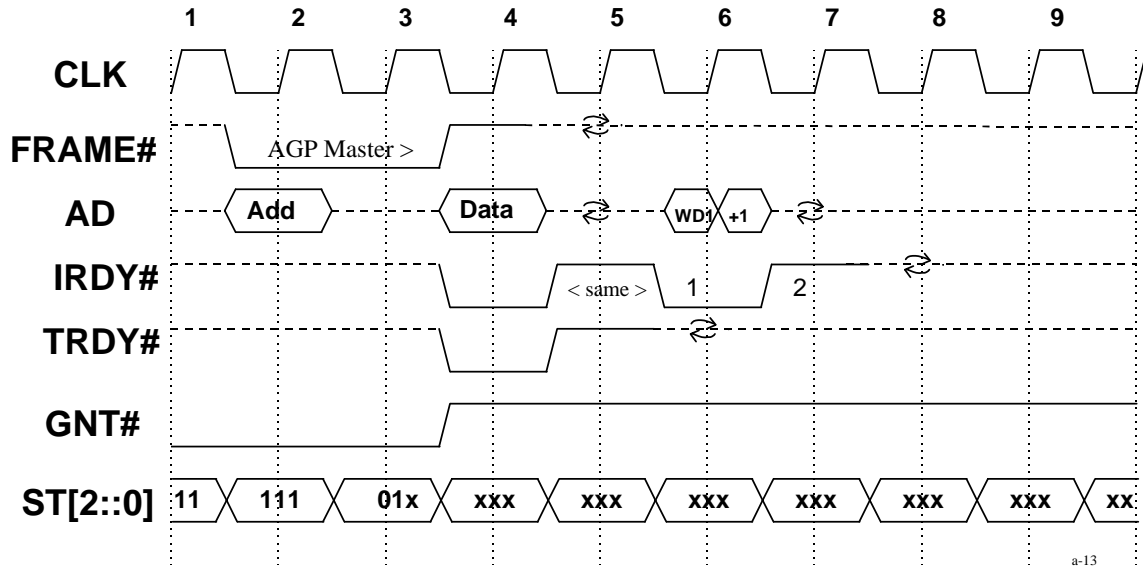 1 2 3 4 5 6 7 8 9
CLK
FRAME# AGP Master >
AD Add Data WD1 +1
IRDY# < same > 1 2
TRDY#
GNT#
ST[2::0] 11 111 01x xxx xxx xxx xxx xxx xxx xx
a-13